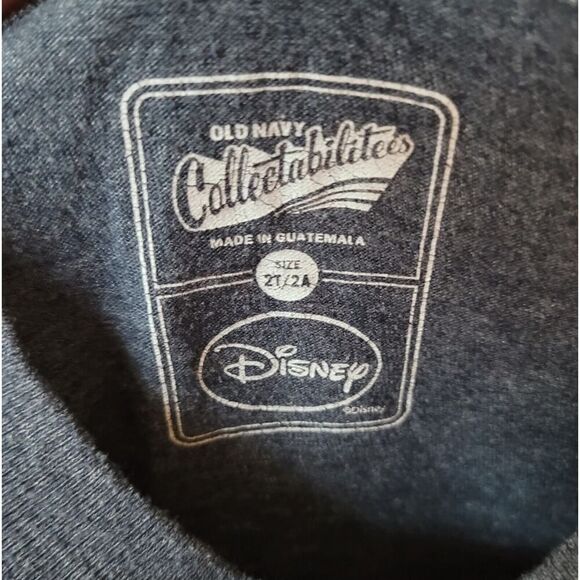 OLD NAVY
Collectabilitees
MADE IN GUATEMALA
SIZE
2T/2A
Disney
©Disney